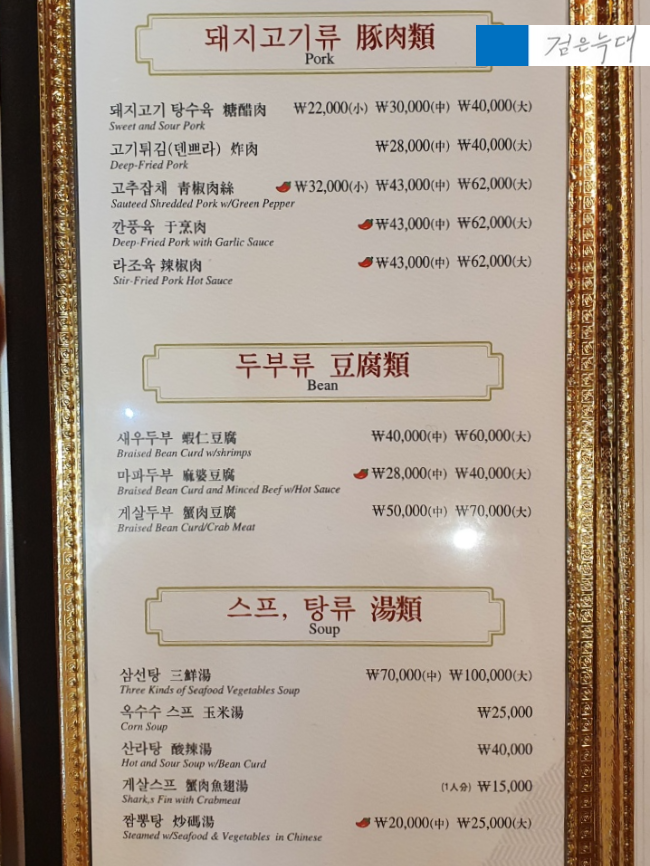 검은늑대
돼지고기류 豚肉類
Pork
돼지고기 탕수육 糖醋肉 ₩22,000(小) ₩30,000(中) ₩40,000(大)
Sweet and Sour Pork
고기튀김(덴쁘라) 炸肉 ₩28,000(中) ₩40,000(大)
Deep-Fried Pork
고추잡채 靑椒肉絲 ₩32,000(小) ₩43,000(中) ₩62,000(大)
Sauteed Shredded Pork w/Green Pepper
깐풍육 于烹肉 ₩43,000(中) ₩62,000(大)
Deep-Fried Pork with Garlic Sauce
라조육 辣椒肉 ₩43,000(中) ₩62,000(大)
Stir-Fried Pork Hot Sauce
두부류 豆腐類
Bean
새우두부 蝦仁豆腐 ₩40,000(中) ₩60,000(大)
Braised Bean Curd w/shrimps
마파두부 麻婆豆腐 ₩28,000(中) ₩40,000(大)
Braised Bean Curd and Minced Beef w/Hot Sauce
게살두부 蟹肉豆腐 ₩50,000(中) ₩70,000(大)
Braised Bean Curd/Crab Meat
스프, 탕류 湯類
Soup
삼선탕 三鮮湯 ₩70,000(中) ₩100,000(大)
Three Kinds of Seafood Vegetables Soup
옥수수 스프 玉米湯 ₩25,000
Corn Soup
산라탕 酸辣湯 ₩40,000
Hot and Sour Soup w/Bean Curd
게살스프 蟹肉魚翅湯 (1人分) ₩15,000
Shark,s Fin with Crabmeat
짬뽕탕 炒碼湯 ₩20,000(中) ₩25,000(大)
Steamed w/Seafood & Vegetables in Chinese